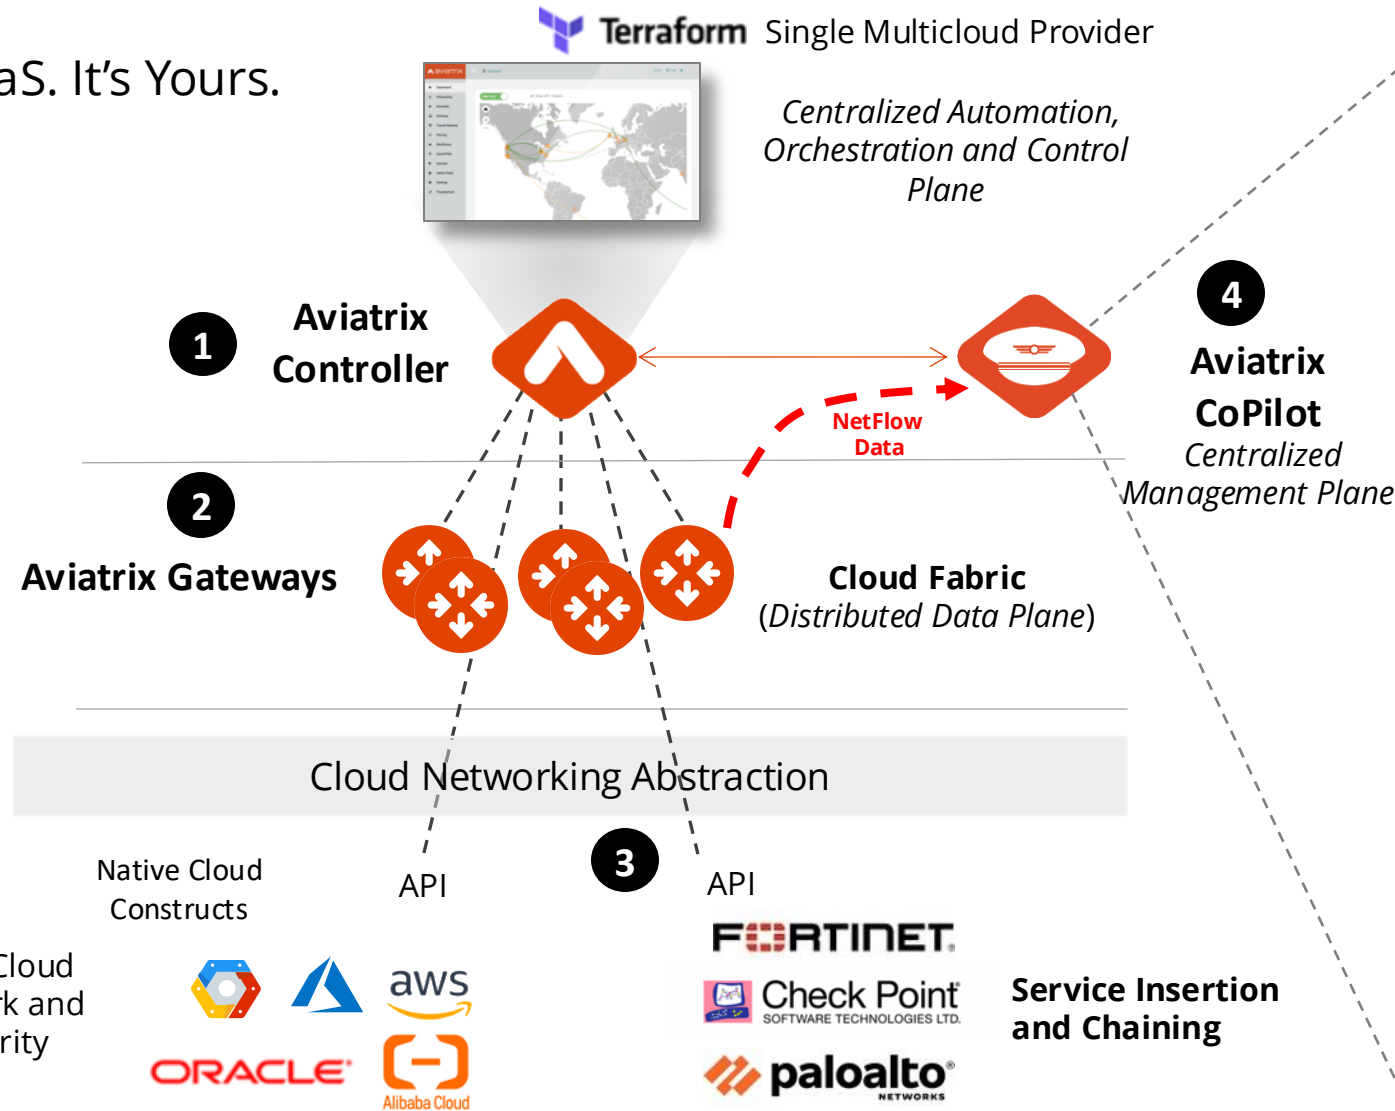 Terraform Single Multicloud Provider
aS. It's Yours.
AVIATRIX
Centralized Automation,
Orchestration and Control
Plane
1
Aviatrix
Controller
4
Aviatrix
CoPilot
Centralized
Management Plane
NetFlow
Data
2
Aviatrix Gateways
Cloud Fabric
(Distributed Data Plane)
Cloud Networking Abstraction
3
Native Cloud
Constructs
API
API
Cloud
rk and
rity
aws
ORACLE
Alibaba Cloud
FORTINET
Check Point
SOFTWARE TECHNOLOGIES LTD.
paloalto
NETWORKS
Service Insertion
and Chaining